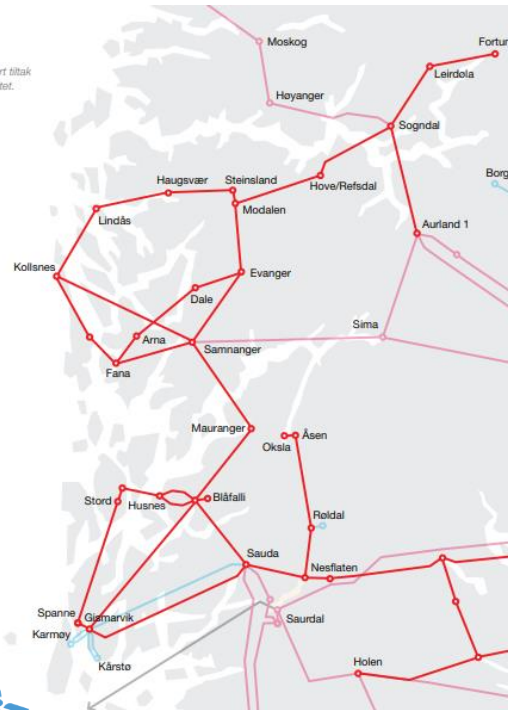 rt tiltak
tet.
Moskog
Fortun
Leirdøla
Høyanger
Sogndal
Haugsvær
Steinsland
Hove/Refsdal
Modalen
Borg
Lindås
Aurland 1
Kollsnes
Evanger
Dale
Sima
Arna
Samnanger
Fana
Mauranger
Åsen
Oksla
Blåfalli
Stord
Husnes
Røldal
Sauda
Nesflaten
Spanne
Gismarvik
Saurdal
Karmøy
Kårstø
Holen